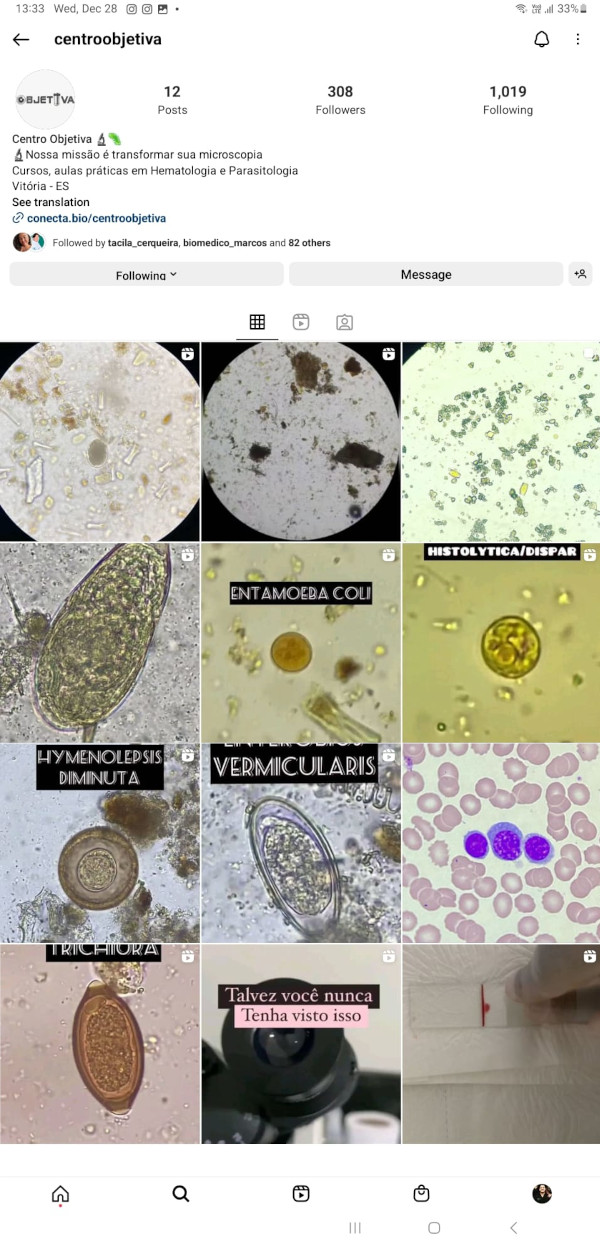 13:33 Wed, Dec 28
33%
centroobjetiva
OBJETIVA
12
Posts
308
Followers
1,019
Following
Centro Objetiva
Nossa missão é transformar sua microscopia
Cursos, aulas práticas em Hematologia e Parasitologia
Vitória - ES
See translation
conecta.bio/centroobjetiva
Followed by tacila_cerqueira, biomedico_marcos and 82 others
Following
Message
ENTAMOEBA COLI
HISTOLYTICA/DISPAR
HYMENOLEPSIS
DIMINUTA
ENTEROBIUS
VERMICULARIS
TRICHIURA
Talvez você nunca
Tenha visto isso